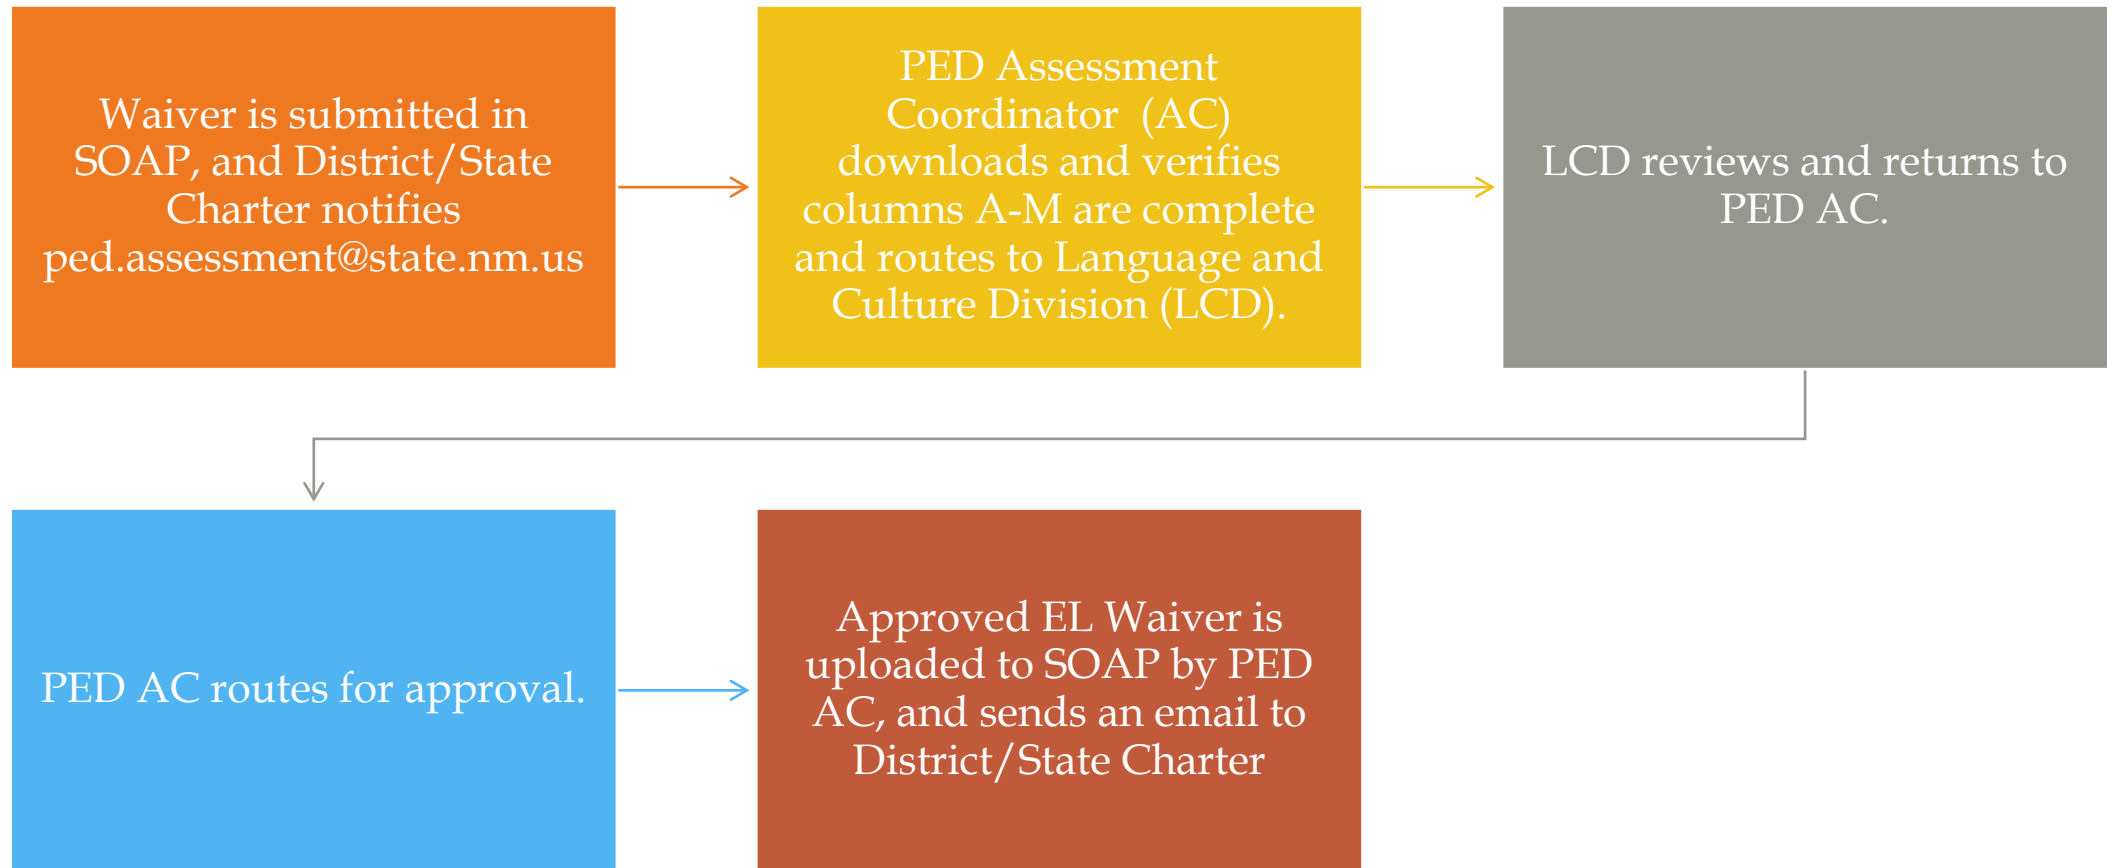 Waiver is submitted in
SOAP, and District/State
Charter notifies
ped.assessment@state.nm.us
PED Assessment
Coordinator  (AC)
downloads and verifies
columns A-M are complete
and routes to Language and
Culture Division (LCD).
LCD reviews and returns to
PED AC.
PED AC routes for approval.
Approved EL Waiver is
uploaded to SOAP by PED
AC, and sends an email to
District/State Charter